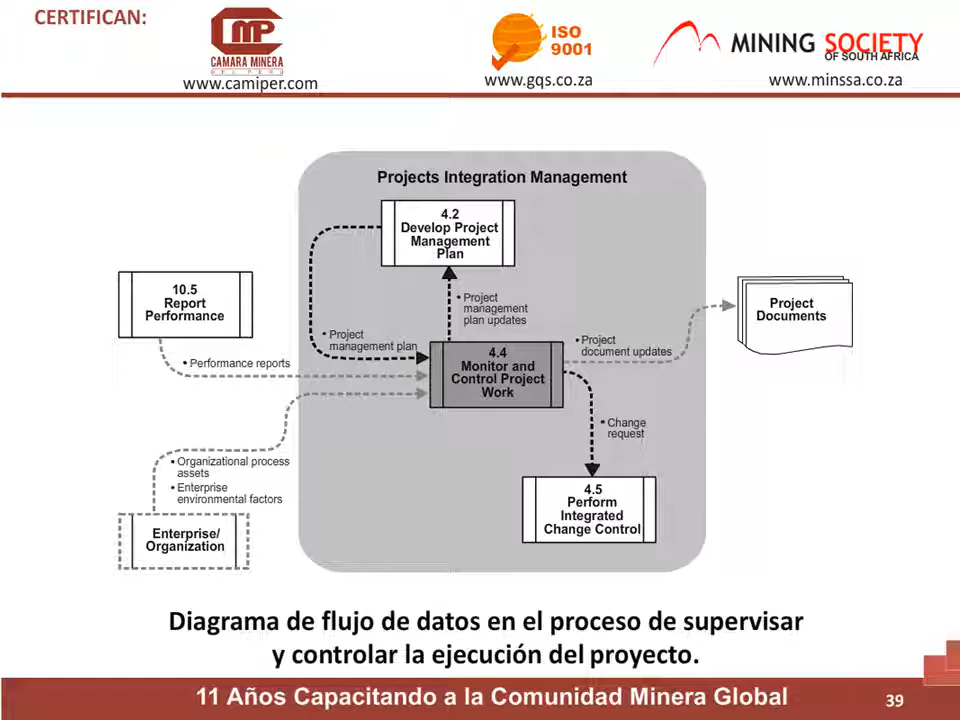 CERTIFICAN:
CMP
CAMARA MINERA
DEL PERU
www.camiper.com
ISO
9001
www.gqs.co.za
MINING SOCIETY
OF SOUTH AFRICA
www.minssa.co.za
Projects Integration Management
4.2
Develop Project
Management
Plan
10.5
Report
Performance
• Project
management
plan updates
Project
Documents
• Project
management plan
• Project
document updates
4.4
Monitor and
Control Project
Work
• Performance reports
• Change
request
• Organizational process
assets
• Enterprise
environmental factors
4.5
Perform
Integrated
Change Control
Enterprise/
Organization
Diagrama de flujo de datos en el proceso de supervisar
y controlar la ejecución del proyecto.
11 Años Capacitando a la Comunidad Minera Global
39